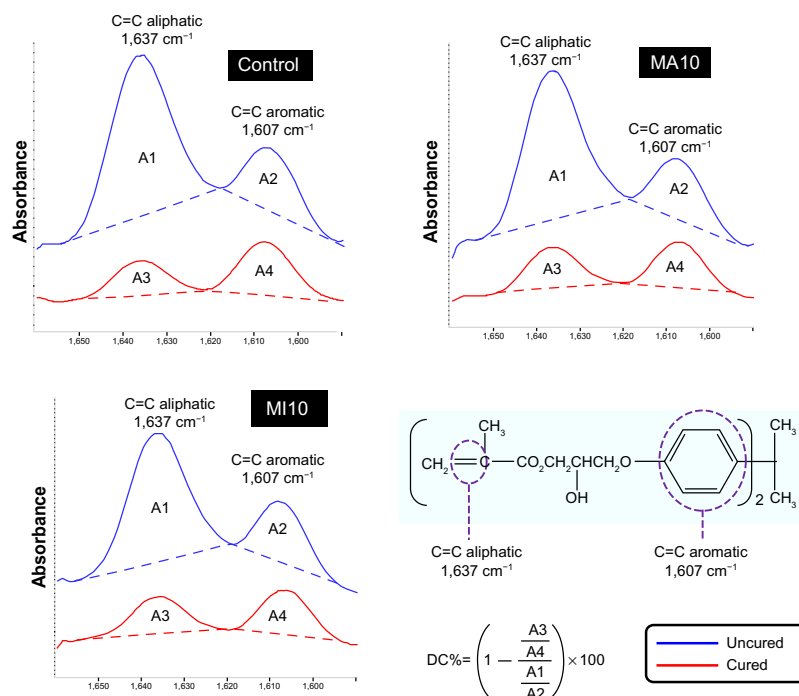 C=C aliphatic
1,637 cm⁻¹
Control
C=C aromatic
1,607 cm⁻¹
A1
A2
A3
A4
Absorbance
1,650
1,640
1,630
1,620
1,610
1,600
C=C aliphatic
1,637 cm⁻¹
MA10
C=C aromatic
1,607 cm⁻¹
A1
A2
A3
A4
Absorbance
1,650
1,640
1,630
1,620
1,610
1,600
C=C aliphatic
1,637 cm⁻¹
MI10
C=C aromatic
1,607 cm⁻¹
A1
A2
A3
A4
Absorbance
1,650
1,640
1,630
1,620
1,610
1,600
CH₃
CH₂
C
CO₂CH₂CHCH₂O
OH
2
CH₃
CH₃
C=C aliphatic
1,637 cm⁻¹
C=C aromatic
1,607 cm⁻¹
DC%= (1 − A3/A4 / A1/A2) ×100
Uncured
Cured